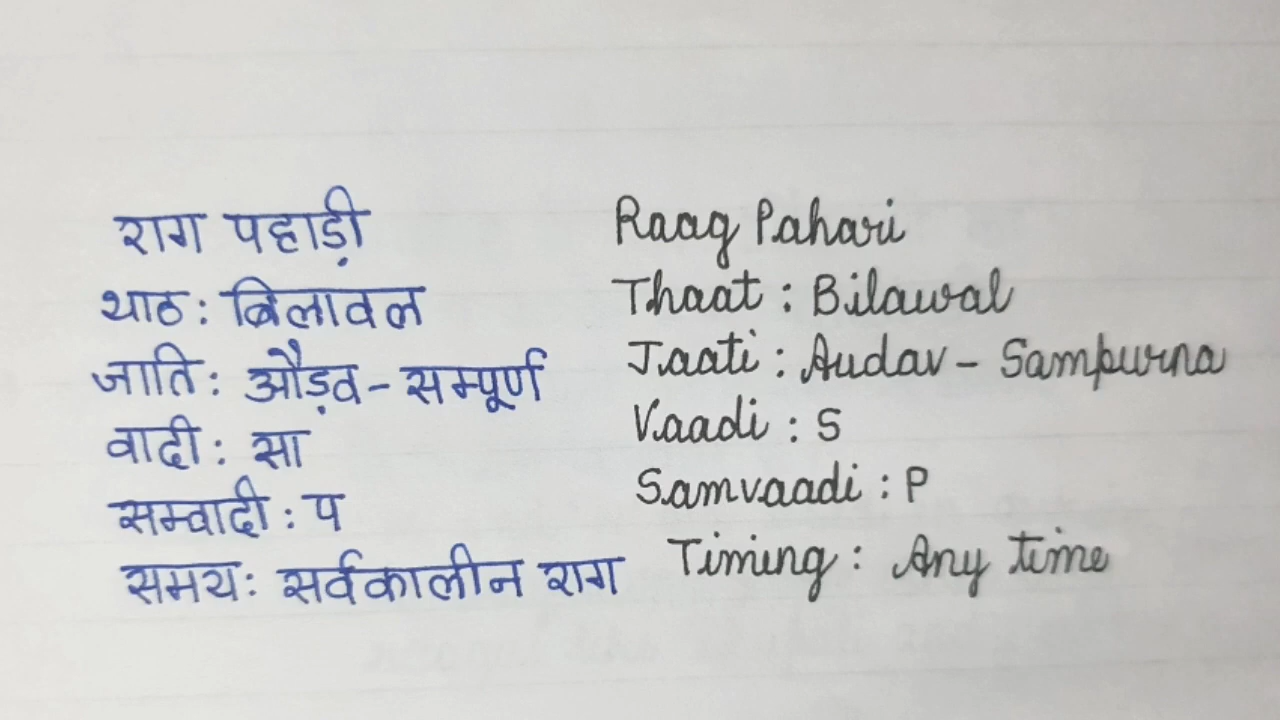 राग पहाड़ी
थाठ: बिलावल
जाति: औड़व-सम्पूर्ण
वादी: सा
सम्वादी: प
समय: सर्वकालीन राग
Raag Pahari
Thaat: Bilawal
Jaati: Audav- Sampurna
Vaadi: S
Samvaadi: P
Timing: Any time